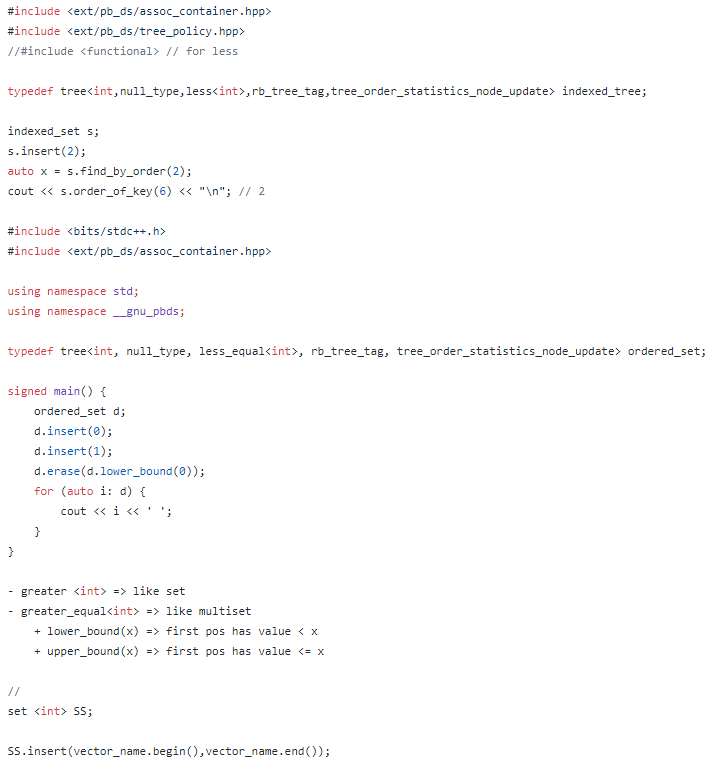 #include <ext/pb_ds/assoc_container.hpp>
#include <ext/pb_ds/tree_policy.hpp>
//#include <functional> // for less
typedef tree<int,null_type,less<int>,rb_tree_tag,tree_order_statistics_node_update> indexed_tree;
indexed_set s;
s.insert(2);
auto x = s.find_by_order(2);
cout << s.order_of_key(6) << "\n"; // 2
#include <bits/stdc++.h>
#include <ext/pb_ds/assoc_container.hpp>
using namespace std;
using namespace __gnu_pbds;
typedef tree<int, null_type, less_equal<int>, rb_tree_tag, tree_order_statistics_node_update> ordered_set;
signed main() {
    ordered_set d;
    d.insert(0);
    d.insert(1);
    d.erase(d.lower_bound(0));
    for (auto i: d) {
        cout << i << ' ';
    }
}
- greater <int> => like set
- greater_equal<int> => like multiset
    + lower_bound(x) => first pos has value < x
    + upper_bound(x) => first pos has value <= x
//
set <int> SS;
SS.insert(vector_name.begin(),vector_name.end());